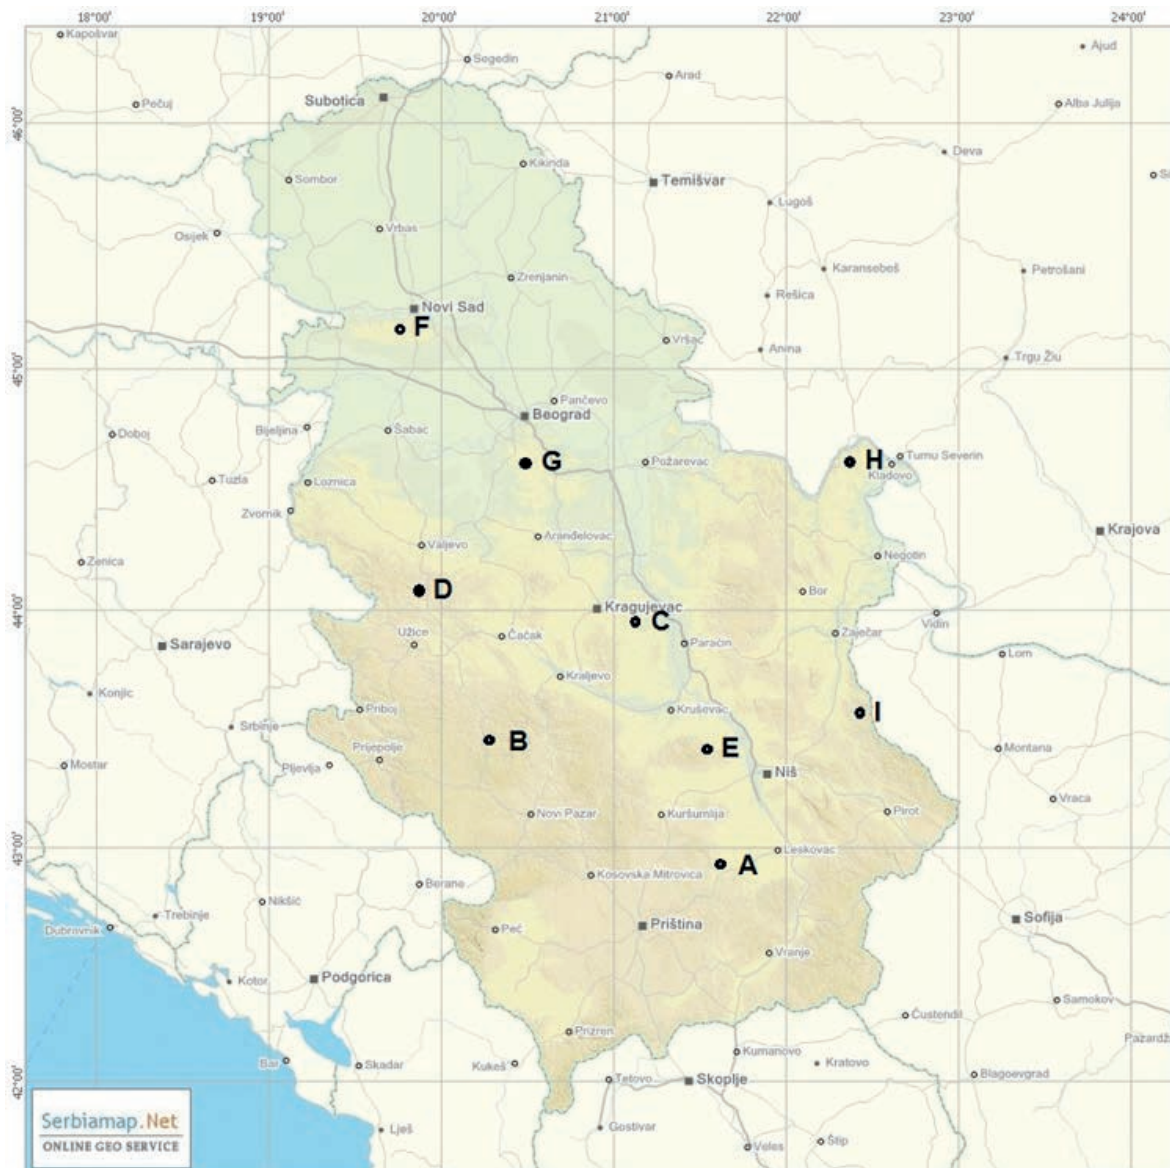 18°00' 19°00' 20°00' 21°00' 22°00' 23°00' 24°00'
Kapošvar
Segedin
Ajud
Arad
Subotica
Pečuj
Alba Julija
46°00'
Deva
Kikinda
Sombor
Temišvar
Lugoš
Vrbas
Osijek
Karansebeš
Petrošani
Zrenjanin
Rešica
Novi Sad
F
Vršac
Anina
Trgu Žiu
45°00'
Pančevo
Beograd
Bijeljina
Šabac
Doboj
G
Požarevac
H
Turnu Severin
Kladovo
Tuzla
Loznica
Zvornik
Krajova
Aranđelovac
Valjevo
Negotin
Zenica
D
Bor
44°00'
Kragujevac
C
Vidin
Užice
Čačak
Zaječar
Paraćin
Sarajevo
Lom
Kraljevo
Konjic
Priboj
Kruševac
I
Srbinje
B
E
Montana
Prijepolje
Mostar
Pljevlja
Niš
Vraca
Novi Pazar
Kuršumlija
Pirot
43°00'
Leskovac
A
Kosovska Mitrovica
Berane
Nikšić
Trebinje
Dubrovnik
Peć
Priština
Sofija
Vranje
Kotor
Podgorica
Samokov
Ćustendil
Prizren
Pazardž
Kumanovo
Bar
Skadar
Kukeš
Kratovo
42°00'
Tetovo
Skoplje
Blagoevgrad
Serbiamap.Net
ONLINE GEO SERVICE
Lješ
Gostivar
Štip
Veles